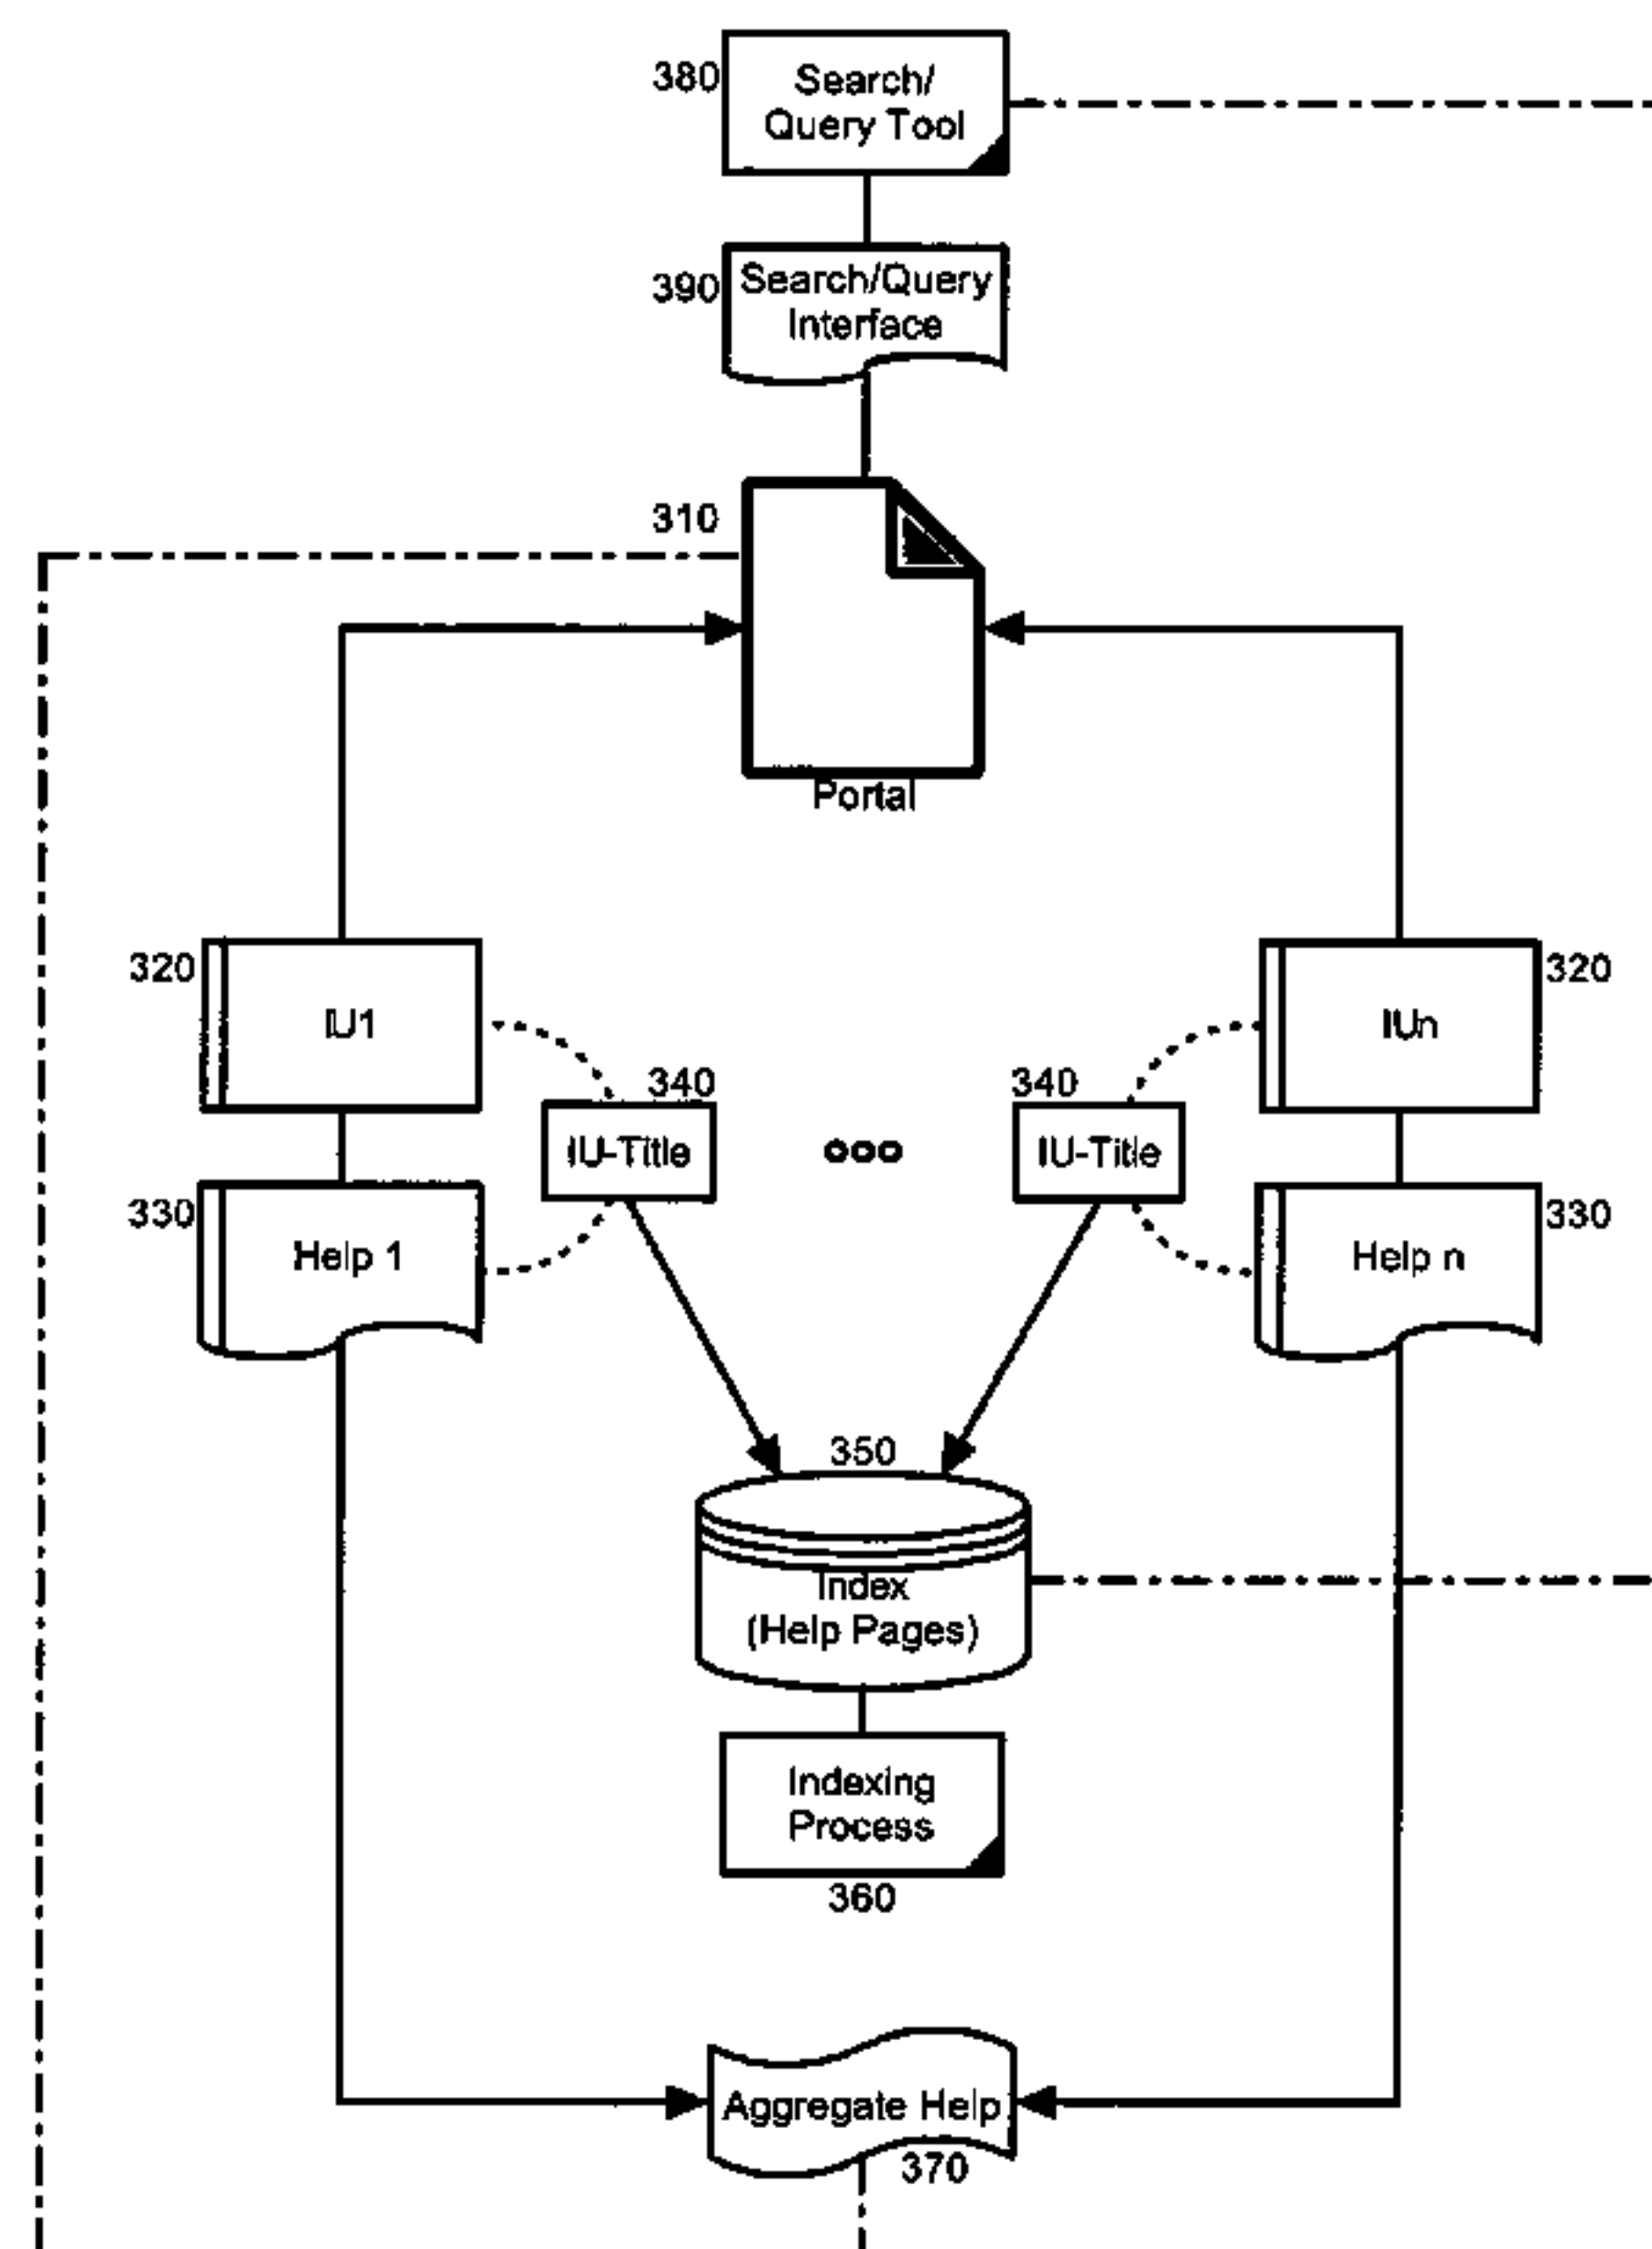 380
Search/
Query Tool
390
Search/Query
Interface
310
Portal
320
IU1
IUn
320
340
IU-Title
340
IU-Title
330
Help 1
Help n
330
350
Index
(Help Pages)
Indexing
Process
360
Aggregate Help
370